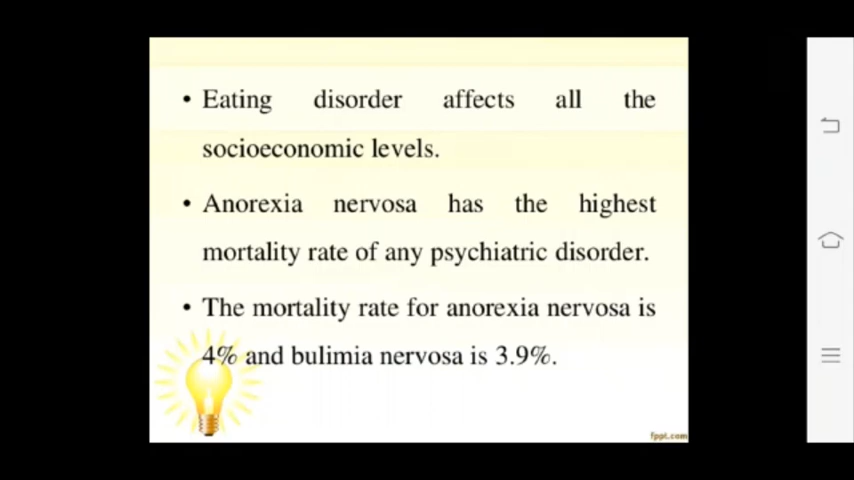 • Eating disorder affects all the
socioeconomic levels.
• Anorexia nervosa has the highest
mortality rate of any psychiatric disorder.
• The mortality rate for anorexia nervosa is
4% and bulimia nervosa is 3.9%.
fppt.com